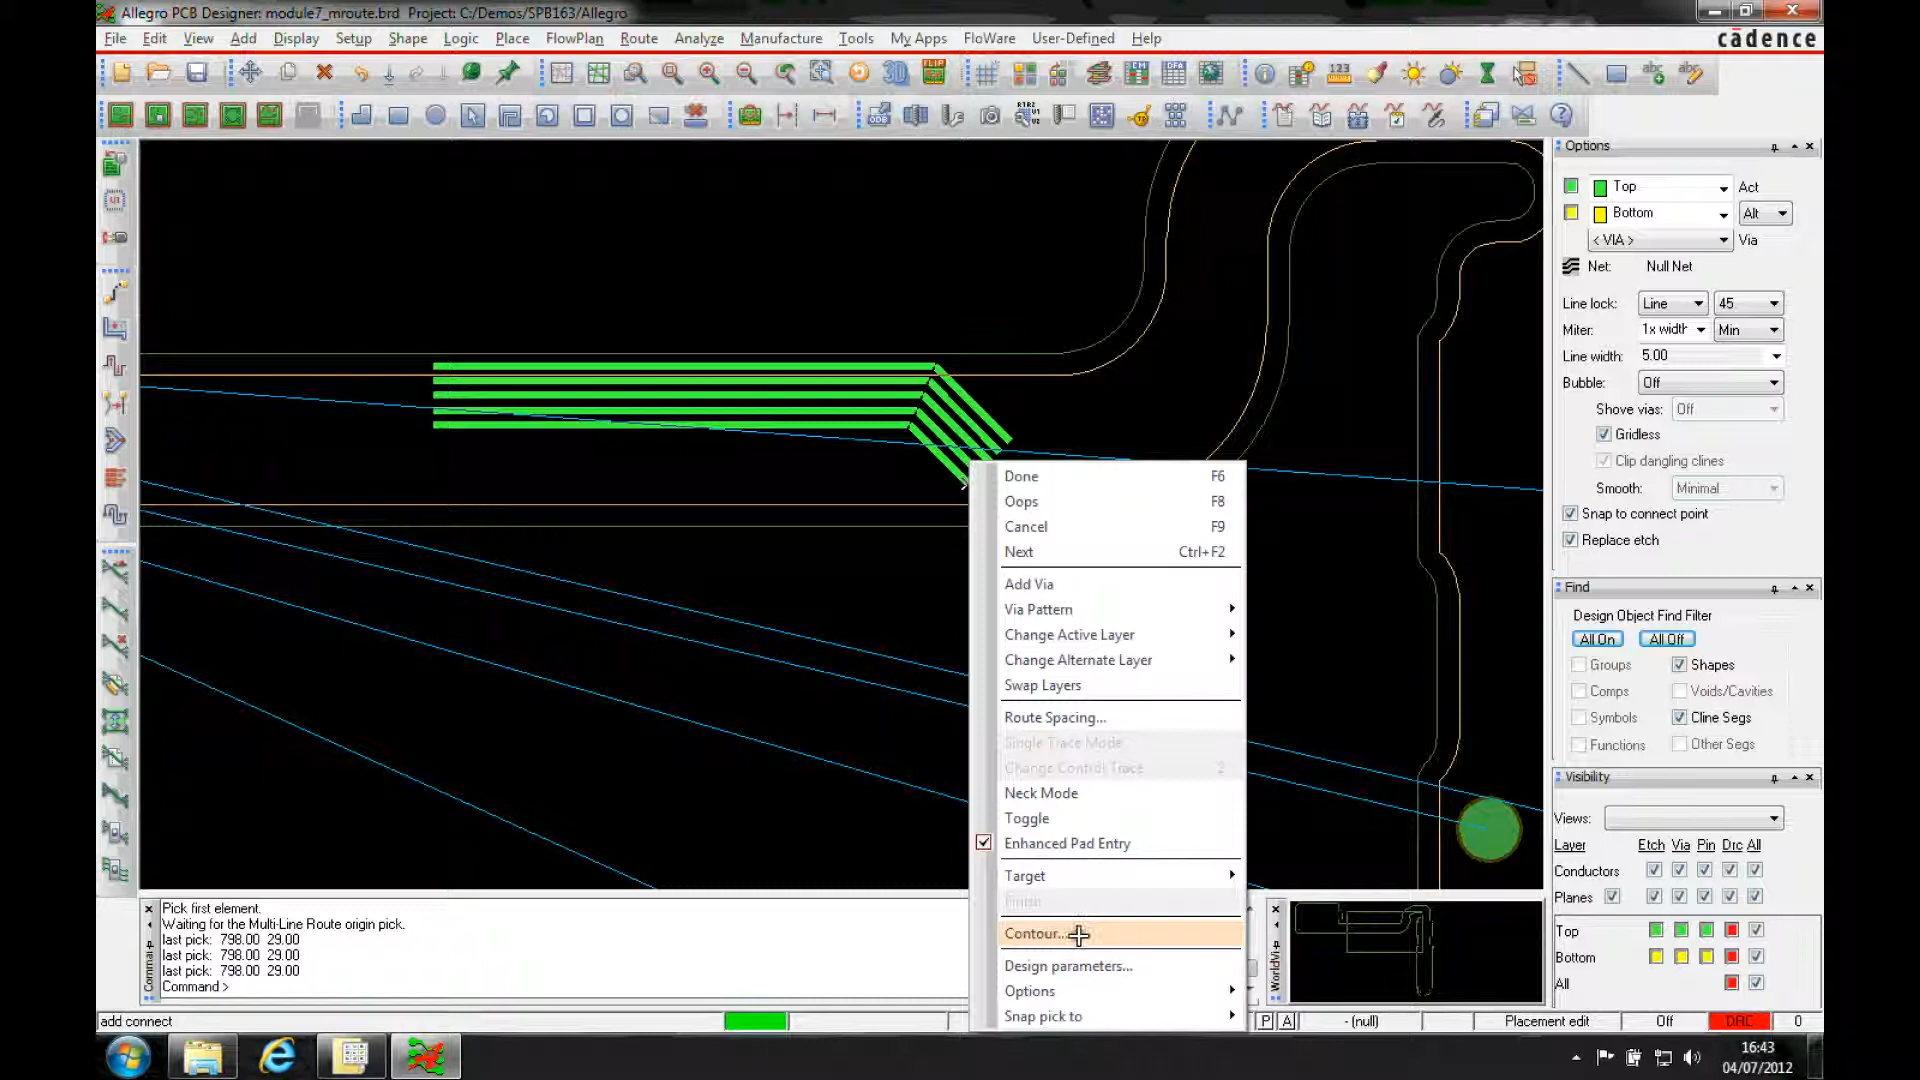 Allegro PCB Designer: module7_mroute.brd Project: C:/Demos/SPB163/Allegro
File Edit View Add Display Setup Shape Logic Place FlowPlan Route Analyze Manufacture Tools My Apps FloWare User-Defined Help
cādence
Options
Top Act
Bottom Alt
< VIA > Via
Net: Null Net
Line lock: Line 45
Miter: 1x width Min
Line width: 5.00
Bubble: Off
Shove vias: Off
Gridless
Clip dangling clines
Smooth: Minimal
Snap to connect point
Replace etch
Find
Design Object Find Filter
All On All Off
Groups Shapes
Comps Voids/Cavities
Symbols Cline Segs
Functions Other Segs
Visibility
Views:
Layer Etch Via Pin Drc All
Conductors
Planes
Top
Bottom
All
Done F6
Oops F8
Cancel F9
Next Ctrl+F2
Add Via
Via Pattern
Change Active Layer
Change Alternate Layer
Swap Layers
Route Spacing...
Single Trace Mode
Change Control Trace 2
Neck Mode
Toggle
Enhanced Pad Entry
Target
Finish
Contour...
Design parameters...
Options
Snap pick to
Pick first element.
Waiting for the Multi-Line Route origin pick.
last pick: 798.00 29.00
last pick: 798.00 29.00
last pick: 798.00 29.00
Command >
WorldVi
add connect
P A - (null) Placement edit Off DRC 0
16:43
04/07/2012